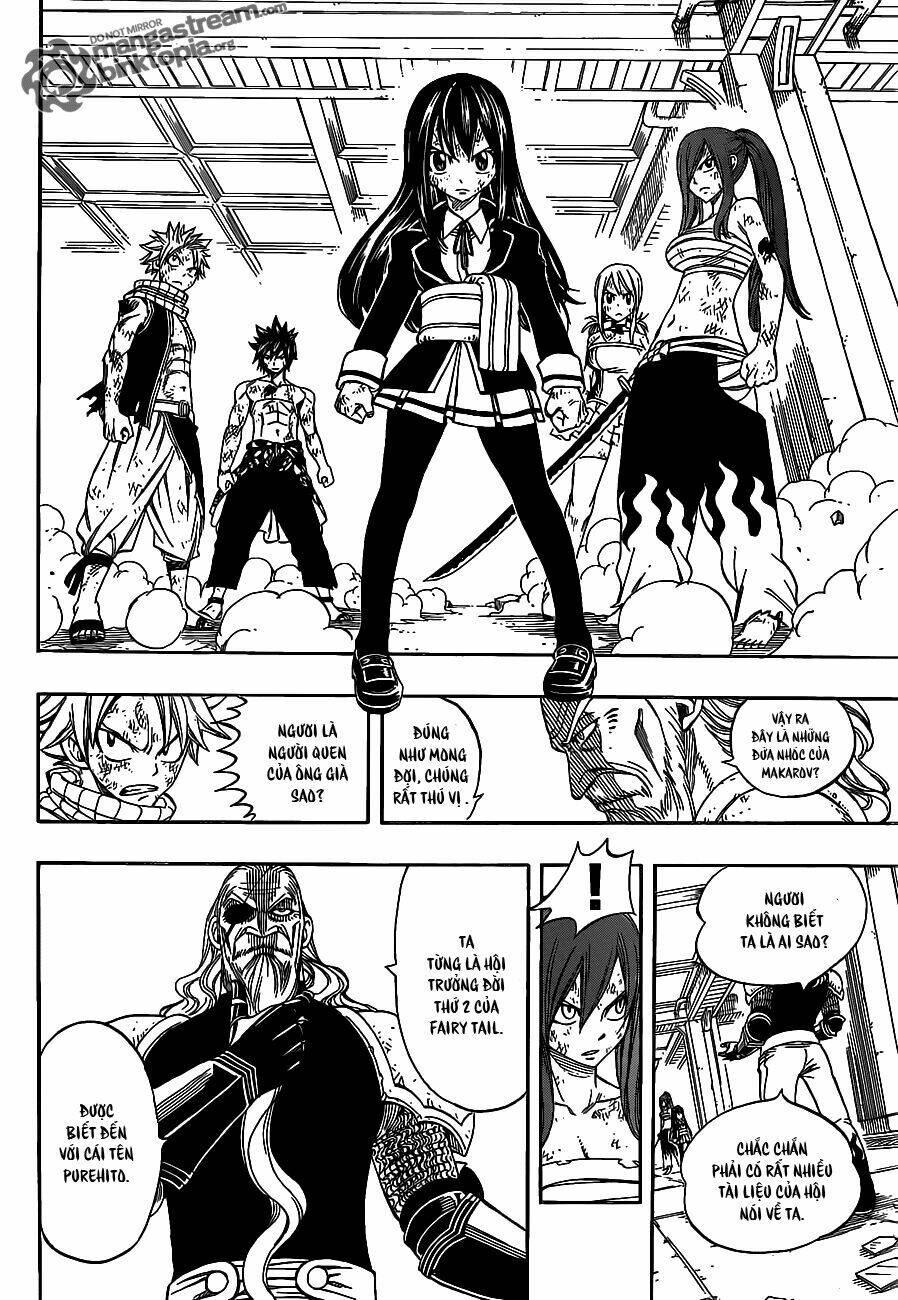 DO NOT MIRROR
mangastream.com
binktopia.org
VẬY RA
ĐÂY LÀ NHỮNG
ĐỨA NHÓC CỦA
MAKAROV?
ĐÚNG
NHƯ MONG
ĐỢI, CHÚNG
RẤT THÚ VỊ.
NGƯƠI LÀ
NGƯỜI QUEN
CỦA ÔNG GIÀ
SAO?
NGƯƠI
KHÔNG BIẾT
TA LÀ AI SAO?
CHẮC CHẮN
PHẢI CÓ RẤT NHIỀU
TÀI LIỆU CỦA HỘI
NÓI VỀ TA.
!
TA
TỪNG LÀ HỘI
TRƯỞNG ĐỜI
THỨ 2 CỦA
FAIRY TAIL.
ĐƯỢC
BIẾT ĐẾN
VỚI CÁI TÊN
PUREHITO.